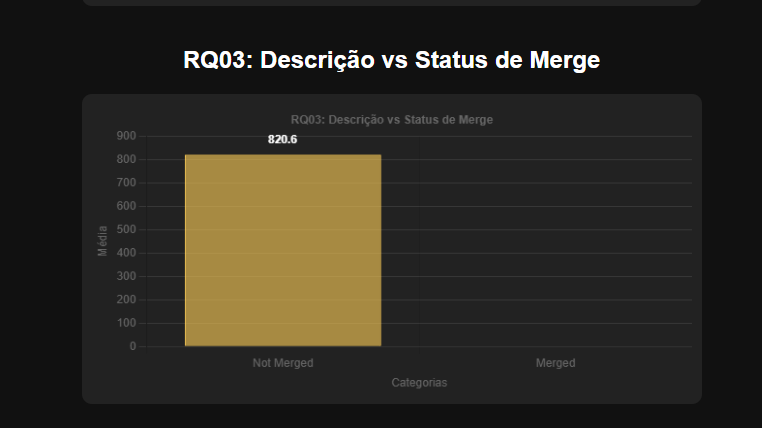 RQ03: Descrição vs Status de Merge
RQ03: Descrição vs Status de Merge
900
820.6
800
700
600
500
400
300
200
100
0
Média
Not Merged
Merged
Categorias